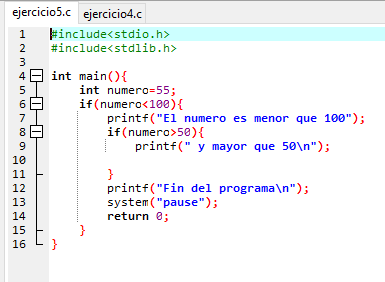 ejercicio5.c ejercicio4.c
1 #include<stdio.h>
2 #include<stdlib.h>
3
4 int main(){
5 int numero=55;
6 if(numero<100){
7 printf("El numero es menor que 100");
8 if(numero>50){
9 printf(" y mayor que 50\n");
10
11 }
12 printf("Fin del programa\n");
13 system("pause");
14 return 0;
15 }
16 }